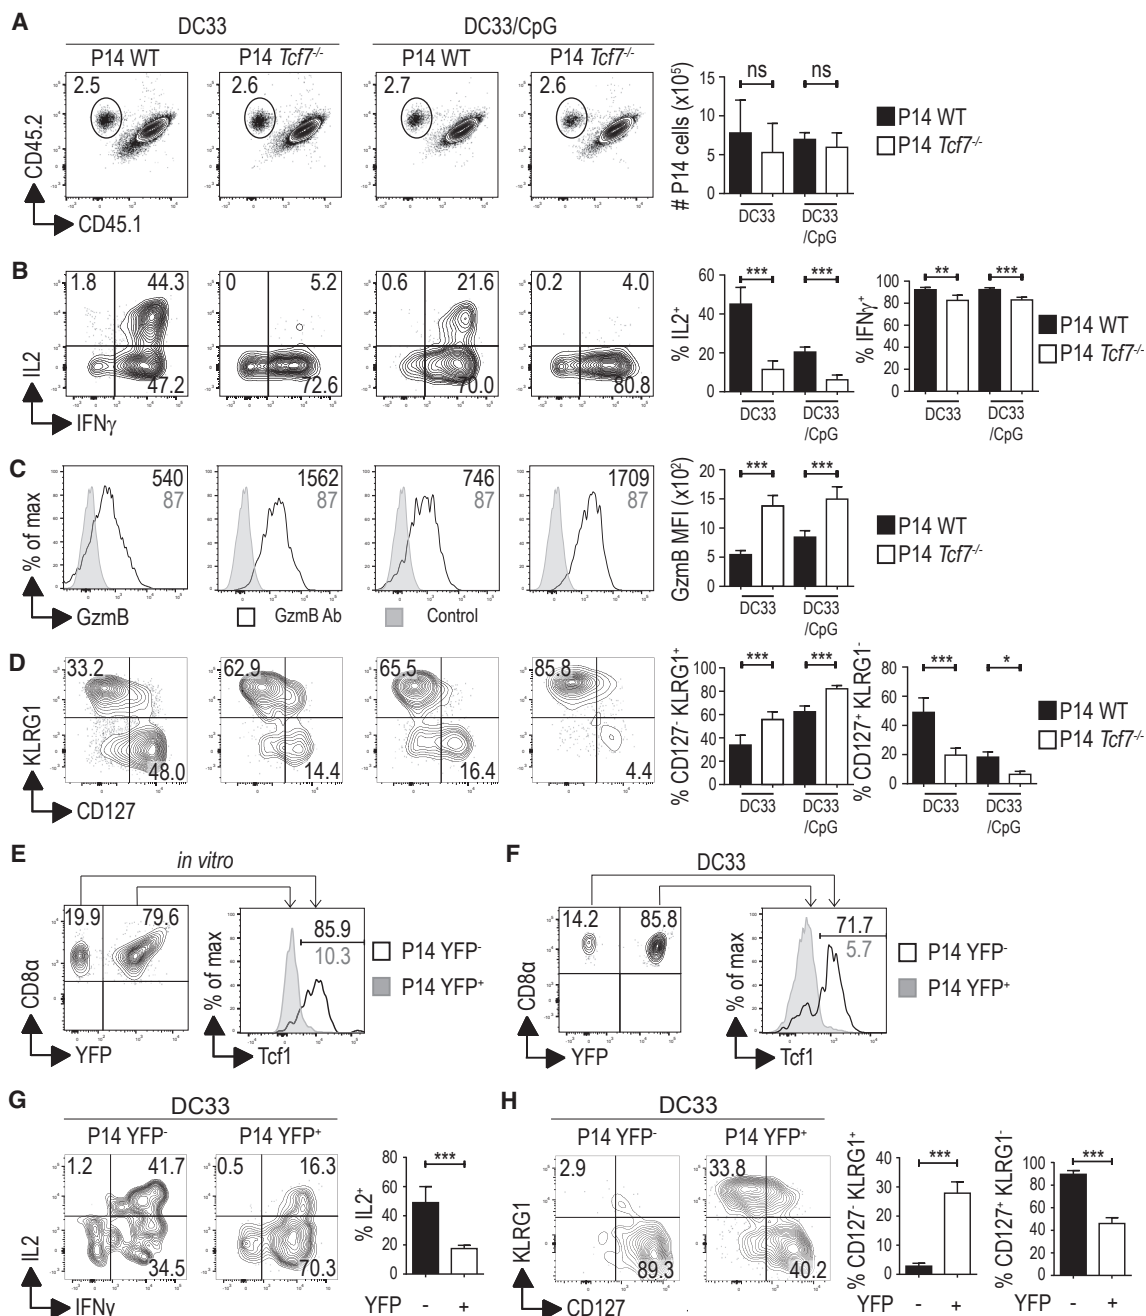 A
DC33
DC33/CpG
P14 WT
P14 Tcf7-/-
P14 WT
P14 Tcf7-/-
2.5
2.6
2.7
2.6
CD45.2
CD45.1
# P14 cells (x10⁵)
15
10
5
0
ns
ns
DC33
DC33
/CpG
P14 WT
P14 Tcf7-/-
B
1.8
44.3
47.2
0
5.2
72.6
0.6
21.6
70.0
0.2
4.0
80.8
IL2
IFNγ
% IL2⁺
60
40
20
0
***
***
DC33
DC33
/CpG
% IFNγ⁺
100
80
60
40
20
0
**
***
DC33
DC33
/CpG
P14 WT
P14 Tcf7-/-
C
540
87
1562
87
746
87
1709
87
% of max
GzmB
GzmB Ab
Control
GzmB MFI (x10²)
20
15
10
5
0
***
***
DC33
DC33
/CpG
P14 WT
P14 Tcf7-/-
D
33.2
48.0
62.9
14.4
65.5
16.4
85.8
4.4
KLRG1
CD127
% CD127⁻ KLRG1⁺
100
80
60
40
20
0
***
***
DC33
DC33
/CpG
% CD127⁺ KLRG1⁻
80
60
40
20
0
***
*
DC33
DC33
/CpG
P14 WT
P14 Tcf7-/-
E
in vitro
19.9
79.6
CD8α
YFP
85.9
10.3
% of max
Tcf1
P14 YFP⁻
P14 YFP⁺
F
DC33
14.2
85.8
CD8α
YFP
71.7
5.7
% of max
Tcf1
P14 YFP⁻
P14 YFP⁺
G
DC33
P14 YFP⁻
P14 YFP⁺
1.2
41.7
34.5
0.5
16.3
70.3
IL2
IFNγ
% IL2⁺
80
60
40
20
0
***
YFP - +
H
DC33
P14 YFP⁻
P14 YFP⁺
2.9
89.3
33.8
40.2
KLRG1
CD127
% CD127⁻ KLRG1⁺
40
30
20
10
0
***
YFP - +
% CD127⁺ KLRG1⁻
100
80
60
40
20
0
***
- +